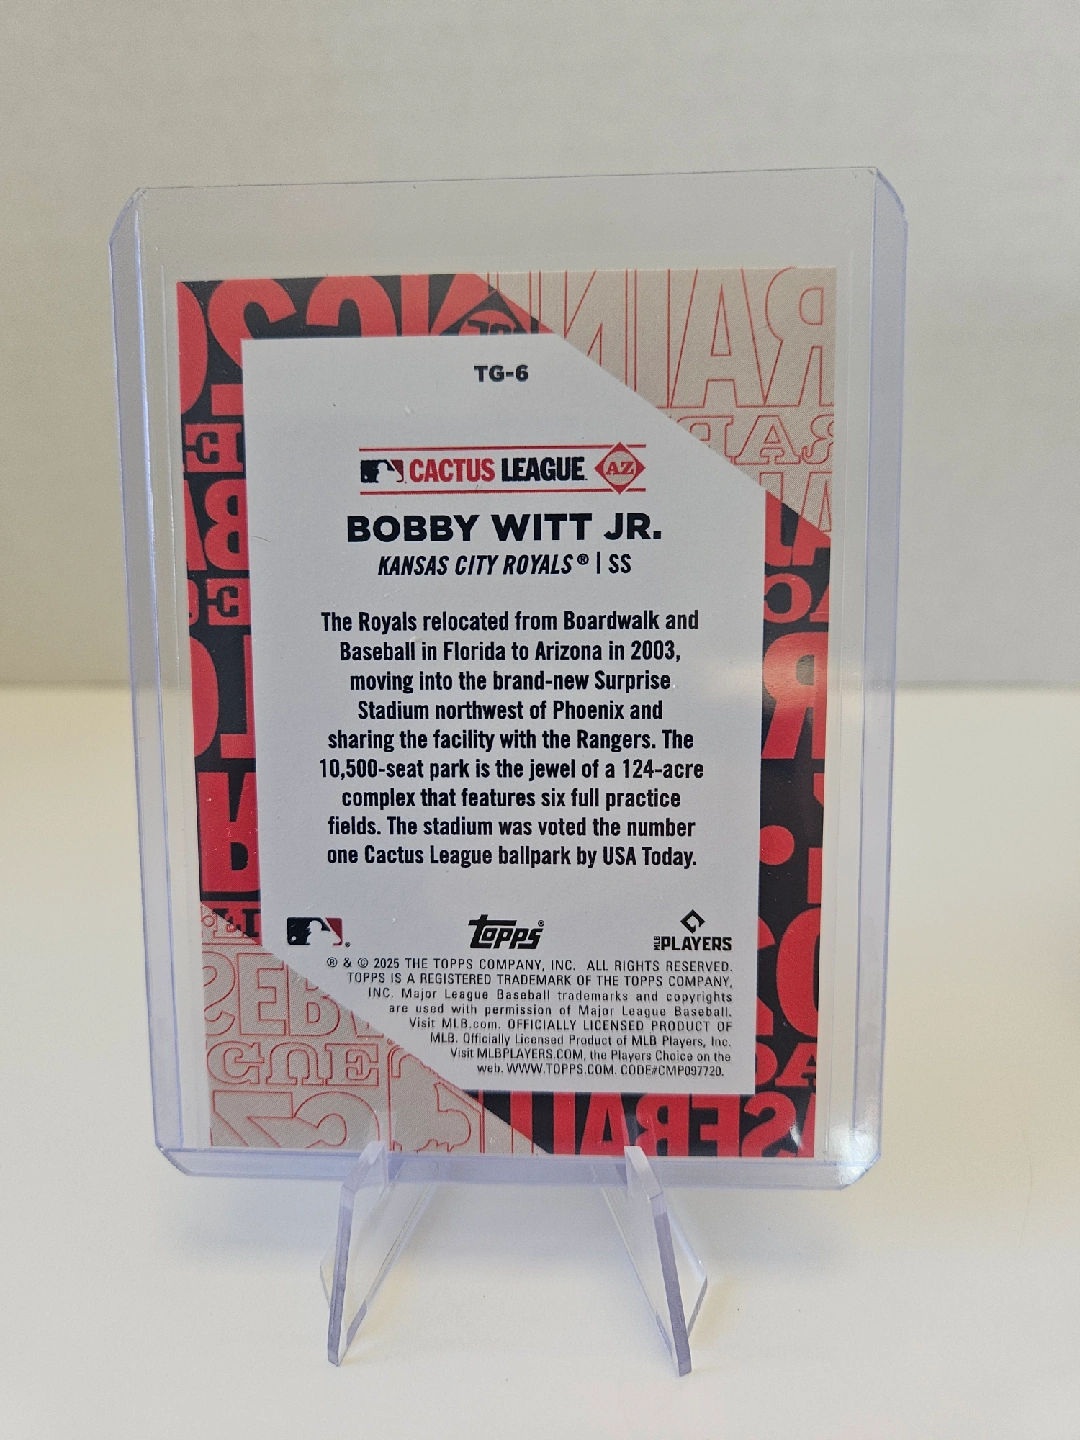 TG-6
CACTUS LEAGUE AZ
BOBBY WITT JR.
KANSAS CITY ROYALS® | SS
The Royals relocated from Boardwalk and
Baseball in Florida to Arizona in 2003,
moving into the brand-new Surprise
Stadium northwest of Phoenix and
sharing the facility with the Rangers. The
10,500-seat park is the jewel of a 124-acre
complex that features six full practice
fields. The stadium was voted the number
one Cactus League ballpark by USA Today.
topps® MLB PLAYERS
® & © 2025 THE TOPPS COMPANY, INC. ALL RIGHTS RESERVED.
TOPPS IS A REGISTERED TRADEMARK OF THE TOPPS COMPANY,
INC. Major League Baseball trademarks and copyrights
are used with permission of Major League Baseball.
Visit MLB.com. OFFICIALLY LICENSED PRODUCT OF
MLB. Officially Licensed Product of MLB Players, Inc.
Visit MLBPLAYERS.COM, the Players Choice on the
web. WWW.TOPPS.COM. CODE#CMP097720.